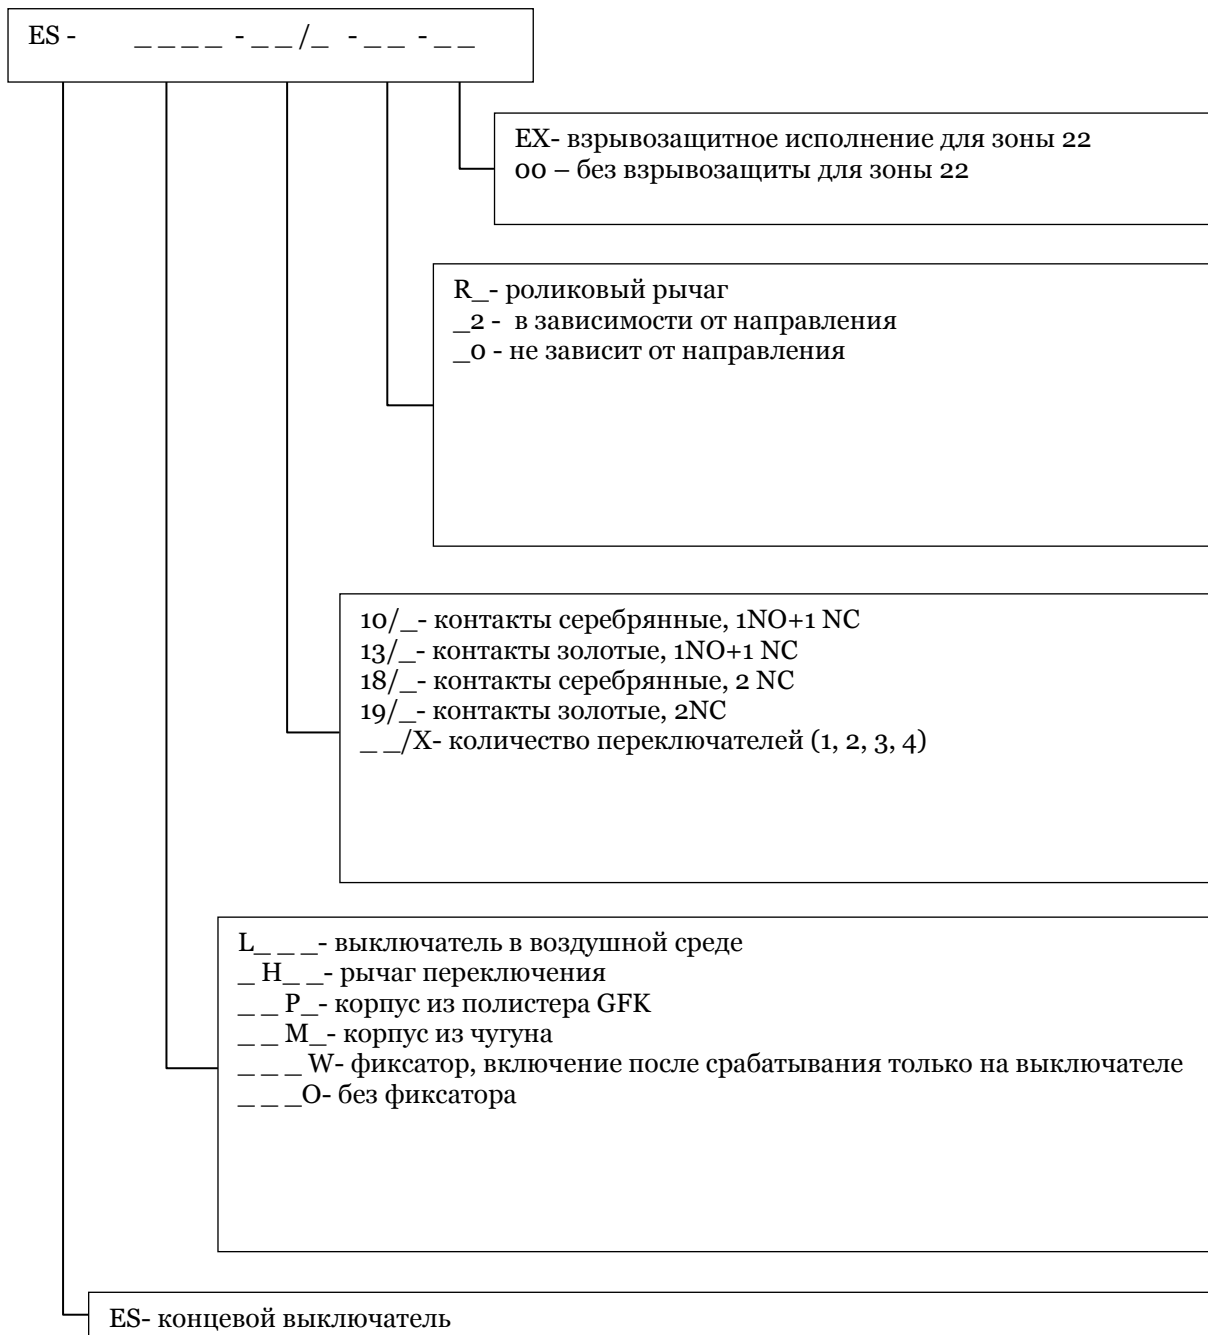 ES - _ _ _ _ - _ _ /_ - _ _ - _ _
EX- взрывозащитное исполнение для зоны 22
00 – без взрывозащиты для зоны 22
R_- роликовый рычаг
_2 - в зависимости от направления
_0 - не зависит от направления
10/_- контакты серебрянные, 1NO+1 NC
13/_- контакты золотые, 1NO+1 NC
18/_- контакты серебрянные, 2 NC
19/_- контакты золотые, 2NC
_ _/X- количество переключателей (1, 2, 3, 4)
L_ _ _- выключатель в воздушной среде
_ H_ _- рычаг переключения
_ _ P_- корпус из полистера GFK
_ _ M_- корпус из чугуна
_ _ _ W- фиксатор, включение после срабатывания только на выключателе
_ _ _O- без фиксатора
ES- концевой выключатель